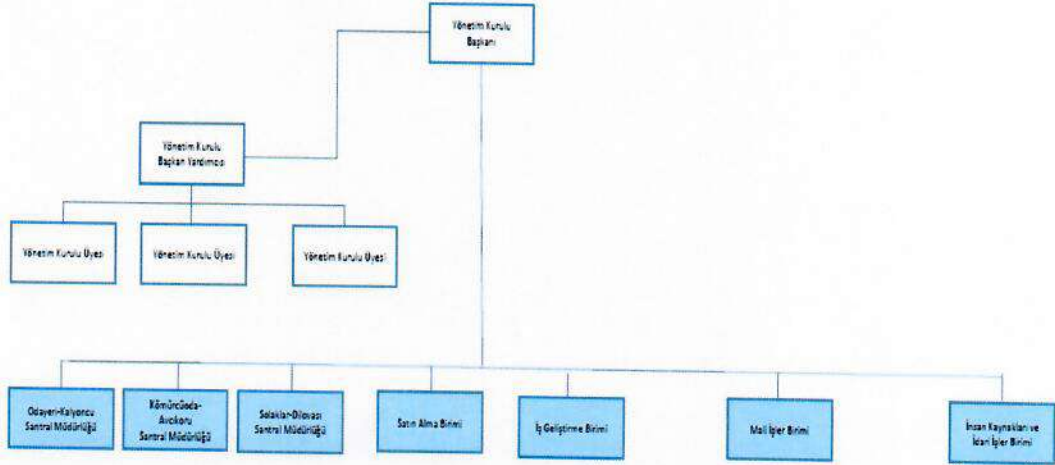 Yönetim Kurulu
Başkanı
Yönetim Kurulu
Başkan Yardımcısı
Yönetim Kurulu Üyesi
Yönetim Kurulu Üyesi
Yönetim Kurulu Üyesi
Odayeri-Kalyoncu
Santral Müdürlüğü
Kömürcüoda-
Avcıkoru
Santral Müdürlüğü
Solaklar-Dilovası
Santral Müdürlüğü
Satın Alma Birimi
İş Geliştirme Birimi
Mali İşler Birimi
İnsan Kaynakları ve
İdari İşler Birimi